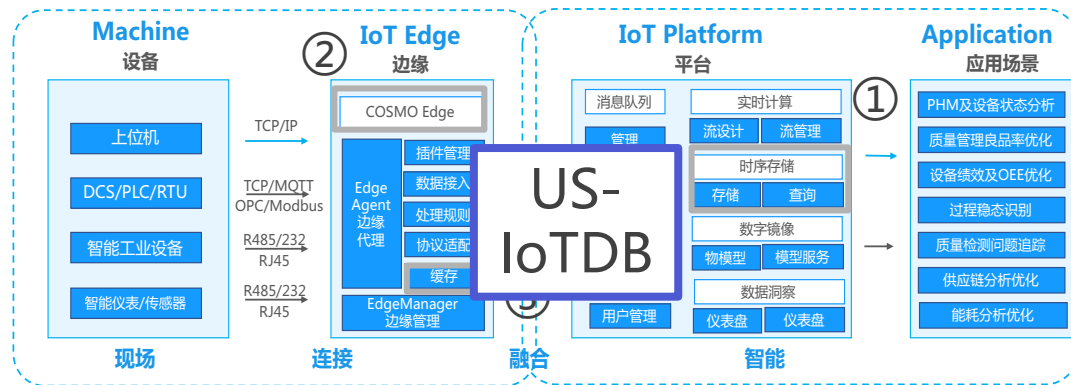 Machine
设备
上位机
DCS/PLC/RTU
智能工业设备
智能仪表/传感器
现场
TCP/IP
TCP/MQTT
OPC/Modbus
R485/232
RJ45
R485/232
RJ45
连接
②
IoT Edge
边缘
COSMO Edge
Edge
Agent
边缘
代理
插件管理
数据接入
处理规则
协议适配
缓存
EdgeManager
边缘管理
US-
IoTDB
融合
IoT Platform
平台
消息队列
管理
用户管理
实时计算
流设计
流管理
时序存储
存储
查询
数字镜像
物模型
模型服务
数据洞察
仪表盘
仪表盘
智能
①
Application
应用场景
PHM及设备状态分析
质量管理良品率优化
设备绩效及OEE优化
过程稳态识别
质量检测问题追踪
供应链分析优化
能耗分析优化